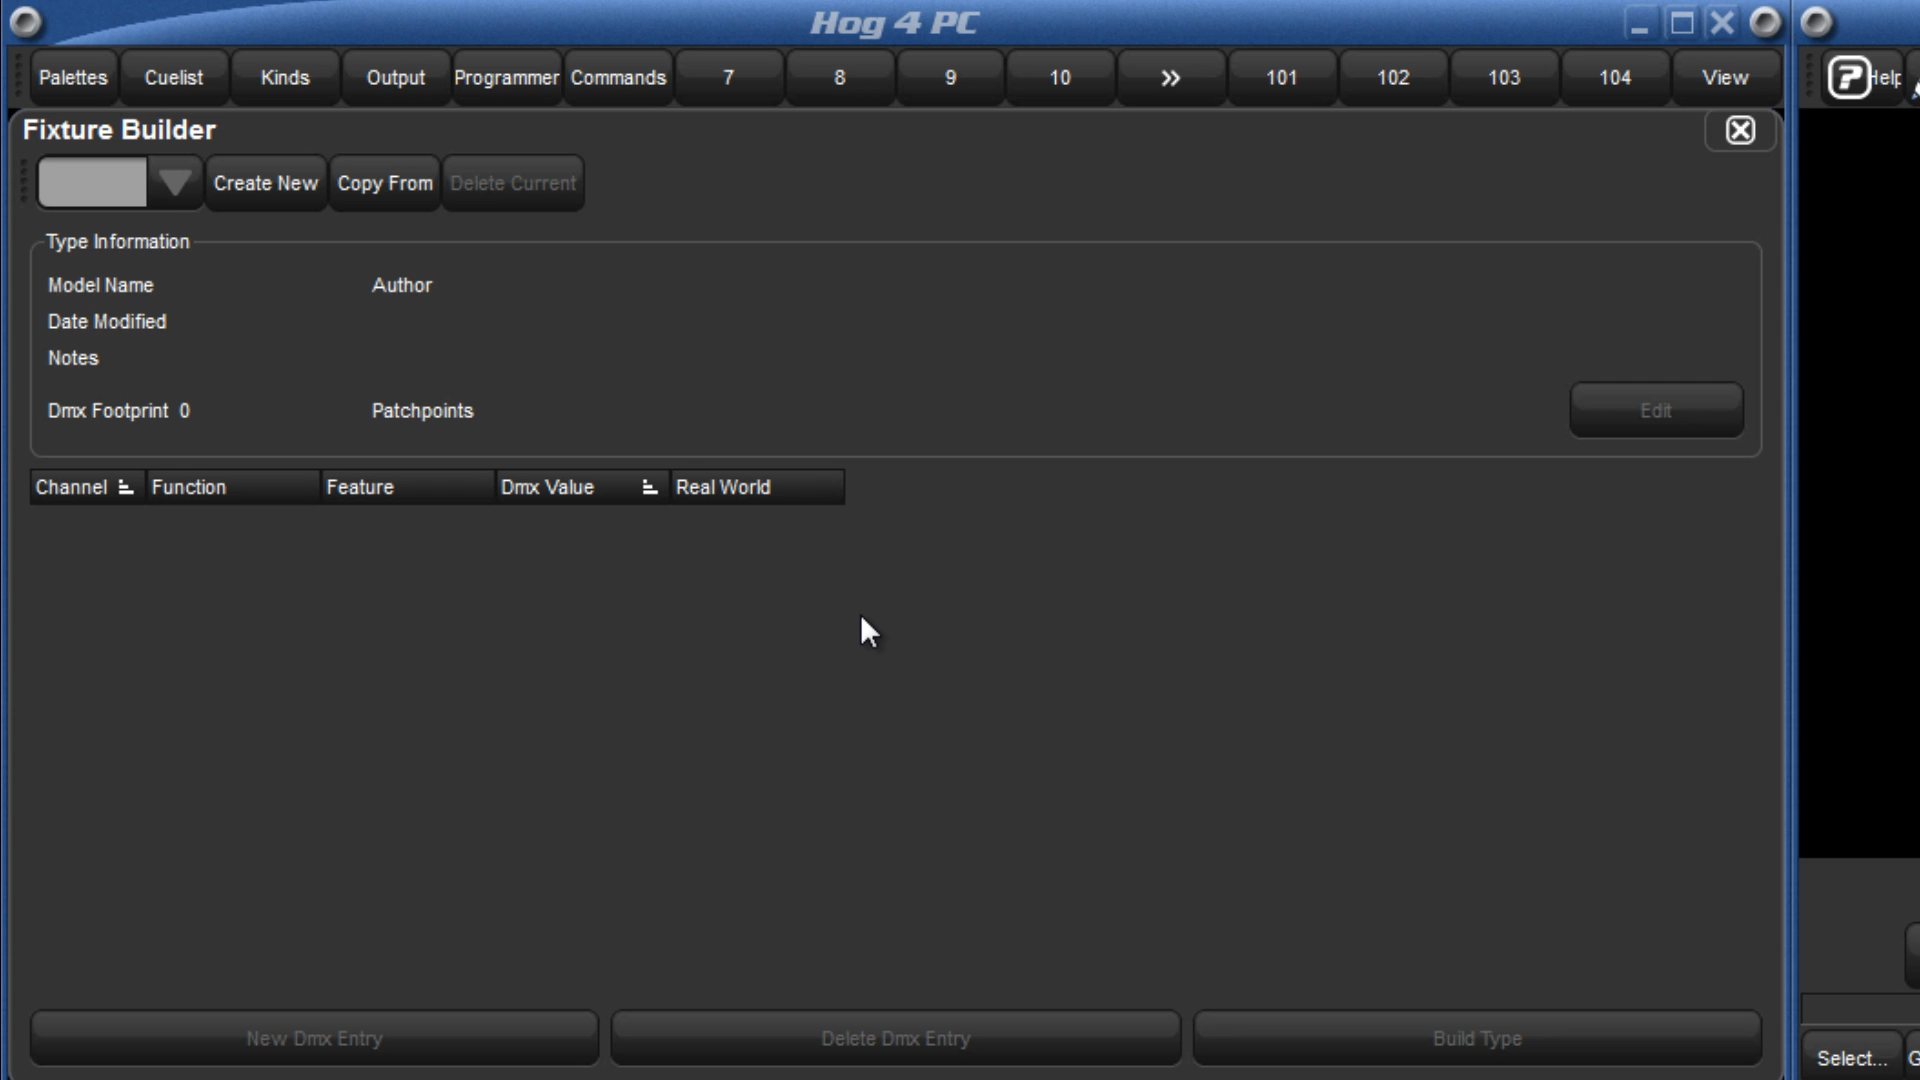 Hog 4 PC
Palettes Cuelist Kinds Output Programmer Commands 7 8 9 10 » 101 102 103 104 View
Help
Fixture Builder
Create New Copy From Delete Current
Type Information
Model Name Author
Date Modified
Notes
Dmx Footprint 0 Patchpoints Edit
Channel Function Feature Dmx Value Real World
New Dmx Entry Delete Dmx Entry Build Type
Select...